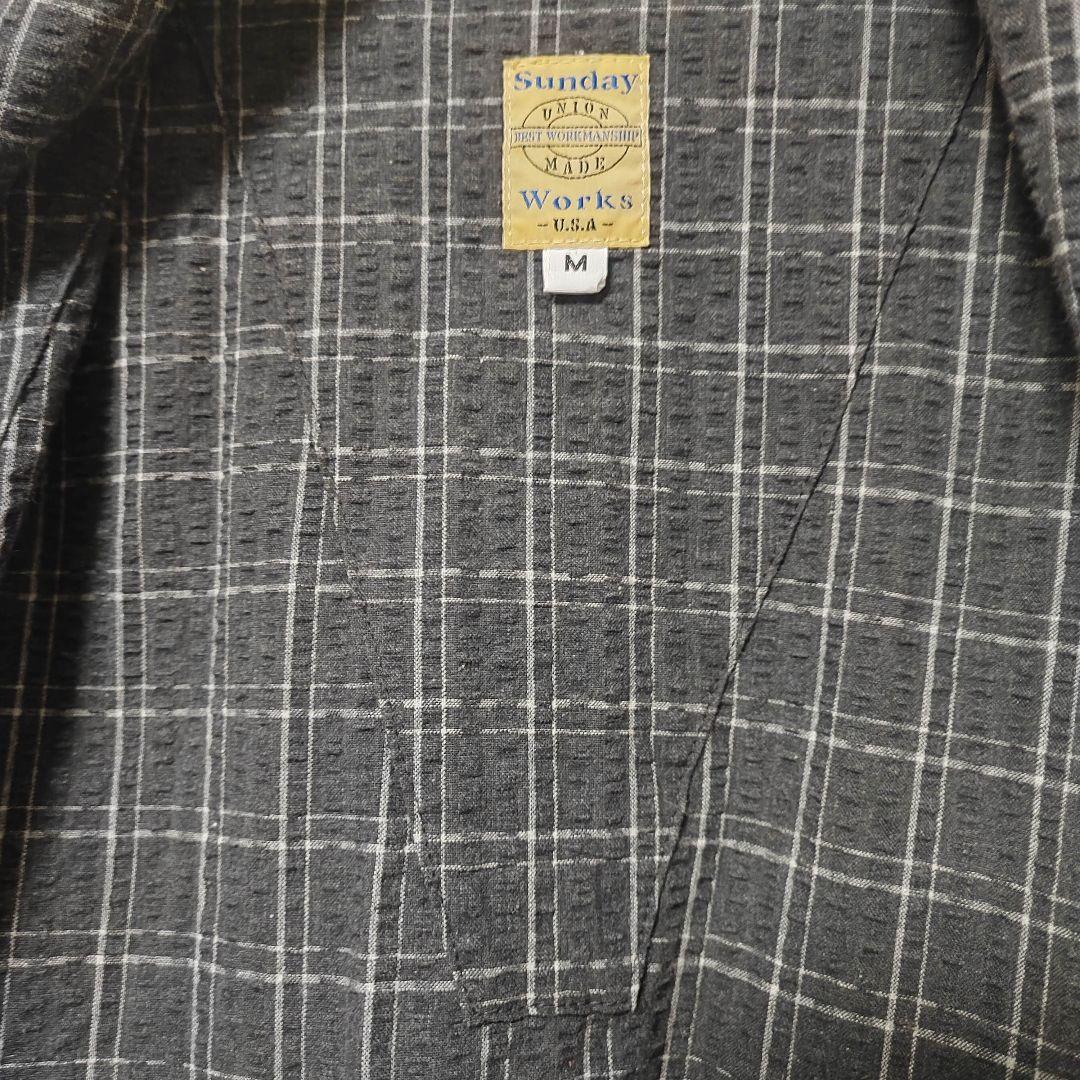 Sunday
UNION
BEST WORKMANSHIP
MADE
Works
- U.S.A -
M